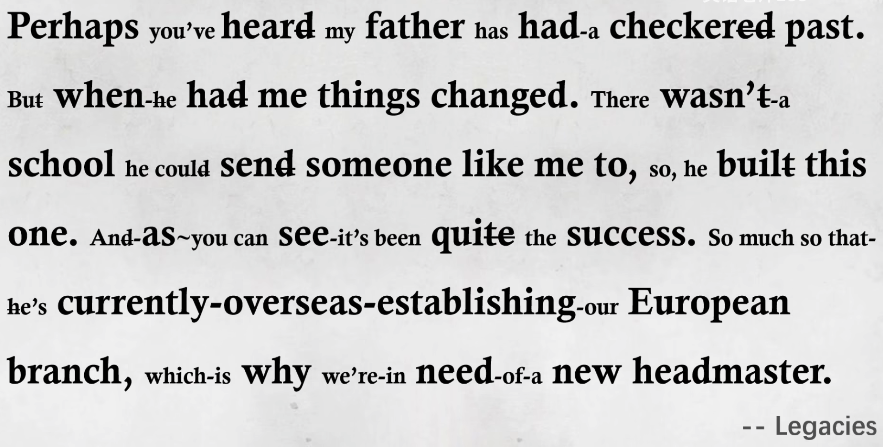 Perhaps you've heard my father has had-a checkered past.
But when-he had me things changed. There wasn't-a
school he could send someone like me to, so, he built this
one. And-as~you can see-it's been quite the success. So much so that-
he's currently-overseas-establishing-our European
branch, which-is why we're-in need-of-a new headmaster.
-- Legacies